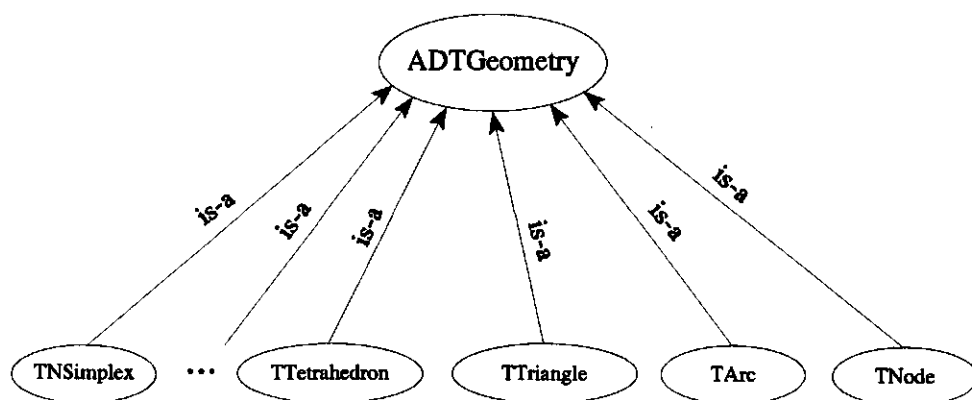 ADTGeometry
is-a
is-a
is-a
is-a
is-a
is-a
TNSimplex
...
TTetrahedron
TTriangle
TArc
TNode